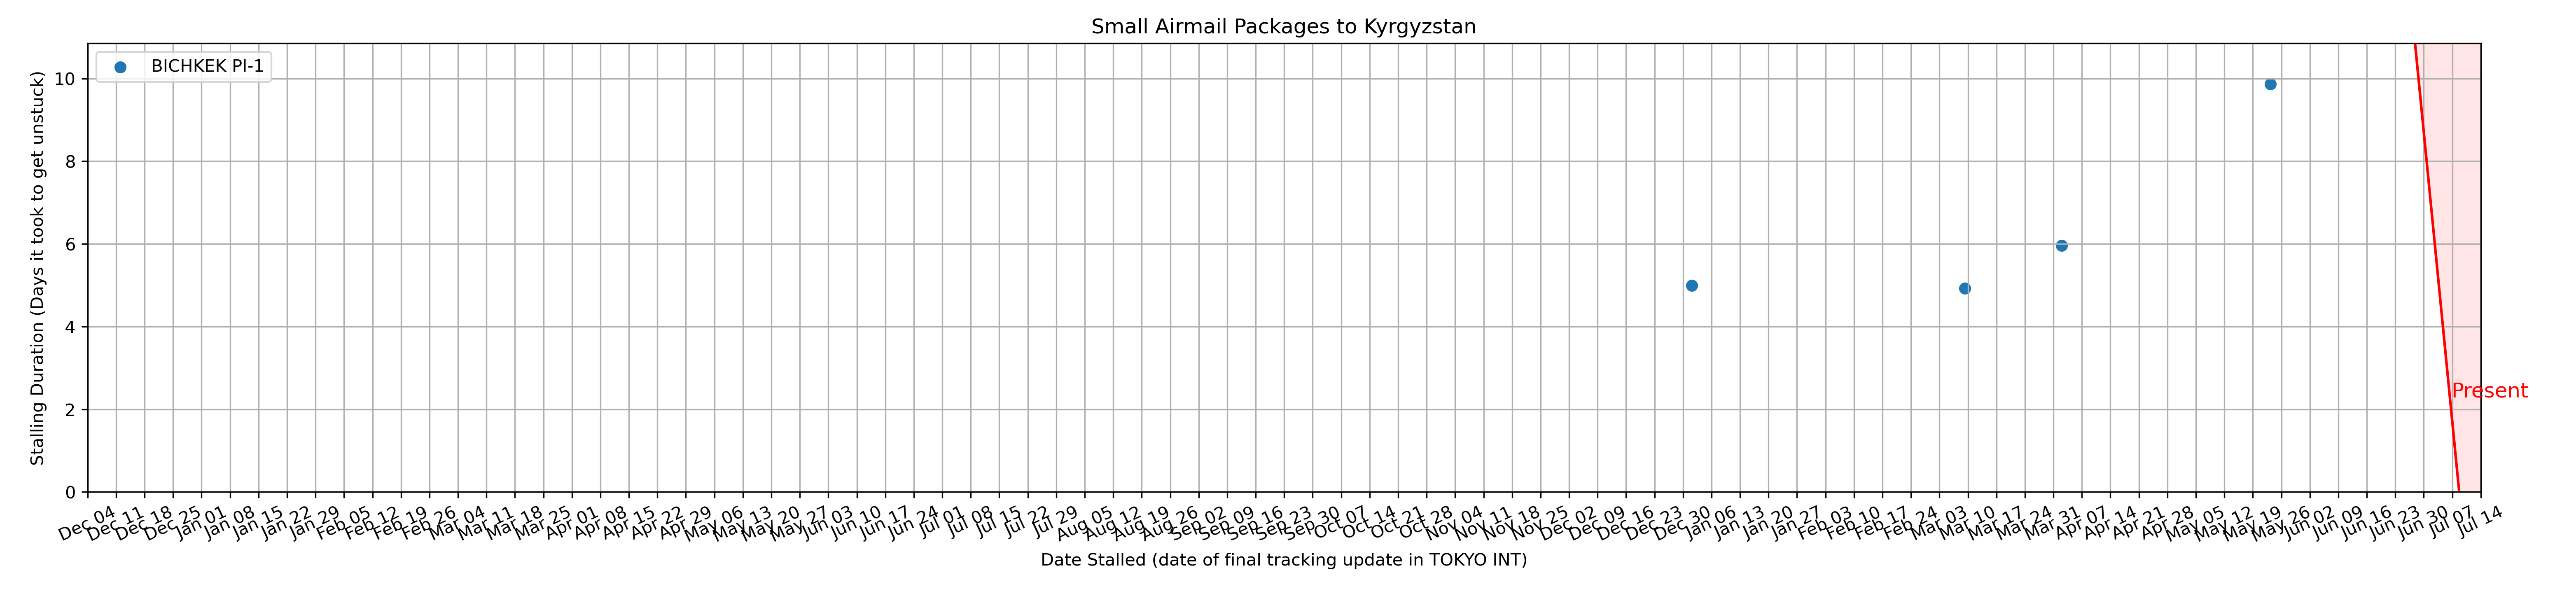 Small Airmail Packages to Kyrgyzstan
BICHKEK PI-1
Stalling Duration (Days it took to get unstuck)
10
8
6
4
2
0
Present
Dec 04 Dec 11 Dec 18 Dec 25 Jan 01 Jan 08 Jan 15 Jan 22 Jan 29 Feb 05 Feb 12 Feb 19 Feb 26 Mar 04 Mar 11 Mar 18 Mar 25 Apr 01 Apr 08 Apr 15 Apr 22 Apr 29 May 06 May 13 May 20 May 27 Jun 03 Jun 10 Jun 17 Jun 24 Jul 01 Jul 08 Jul 15 Jul 22 Jul 29 Aug 05 Aug 12 Aug 19 Aug 26 Sep 02 Sep 09 Sep 16 Sep 23 Sep 30 Oct 07 Oct 14 Oct 21 Oct 28 Nov 04 Nov 11 Nov 18 Nov 25 Dec 02 Dec 09 Dec 16 Dec 23 Dec 30 Jan 06 Jan 13 Jan 20 Jan 27 Feb 03 Feb 10 Feb 17 Feb 24 Mar 03 Mar 10 Mar 17 Mar 24 Mar 31 Apr 07 Apr 14 Apr 21 Apr 28 May 05 May 12 May 19 May 26 Jun 02 Jun 09 Jun 16 Jun 23 Jun 30 Jul 07 Jul 14
Date Stalled (date of final tracking update in TOKYO INT)